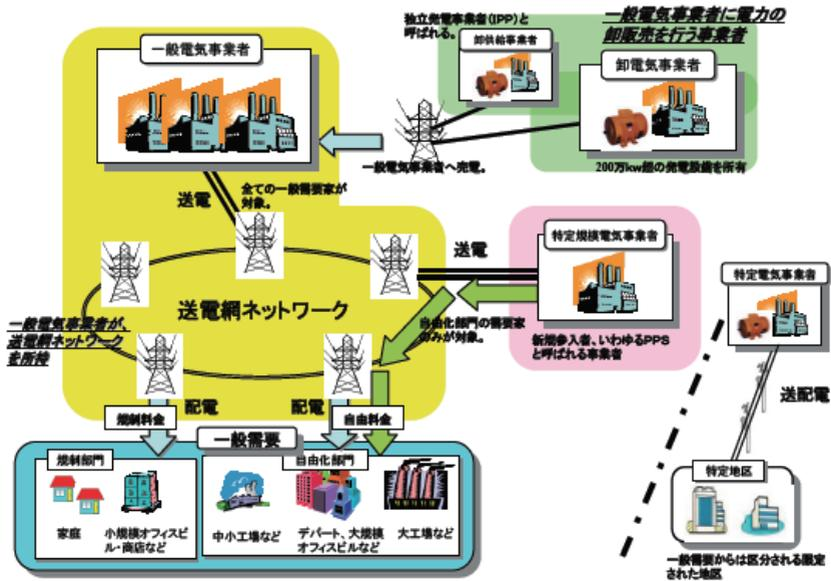 独立発電事業者(IPP)と
呼ばれる。
一般電気事業者に電力の
卸販売を行う事業者
一般電気事業者
卸供給事業者
卸電気事業者
一般電気事業者へ売電。
200万kw超の発電設備を所有
送電
全ての一般需要家が
対象。
送電
特定規模電気事業者
特定電気事業者
送電網ネットワーク
一般電気事業者が、
送電網ネットワーク
を所持
自由化部門の需要家
のみが対象。
新規参入者、いわゆるPPS
と呼ばれる事業者
送配電
配電
配電
規制料金
自由料金
一般需要
規制部門
自由化部門
特定地区
家庭
小規模オフィスビ
ル・商店など
中小工場など
デパート、大規模
オフィスビルなど
大工場など
一般需要からは区分される限定
された地区